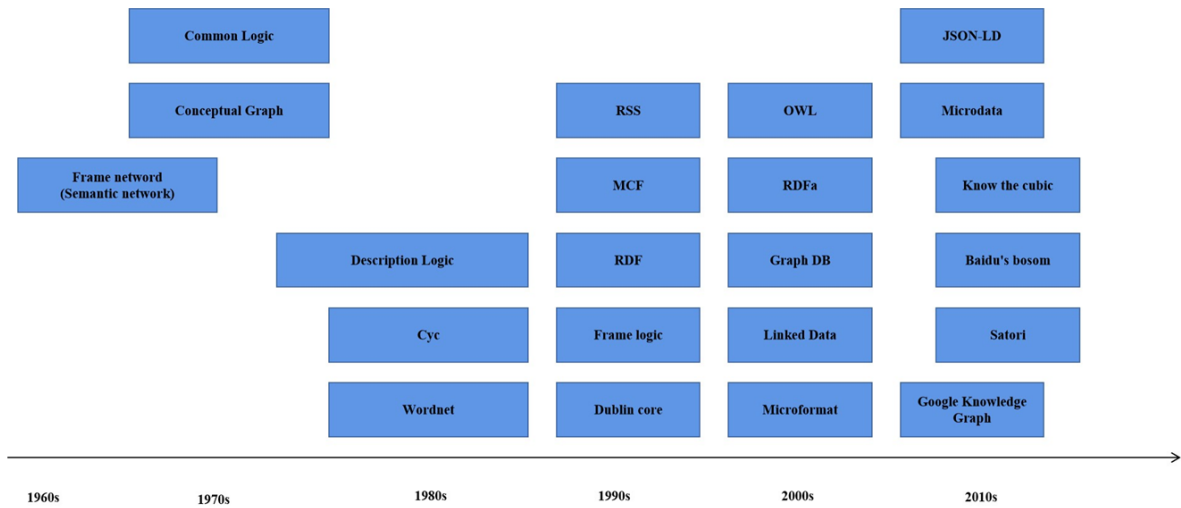 Common Logic
JSON-LD
Conceptual Graph
RSS
OWL
Microdata
Frame netword
(Semantic network)
MCF
RDFa
Know the cubic
Description Logic
RDF
Graph DB
Baidu's bosom
Cyc
Frame logic
Linked Data
Satori
Wordnet
Dublin core
Microformat
Google Knowledge
Graph
1960s
1970s
1980s
1990s
2000s
2010s